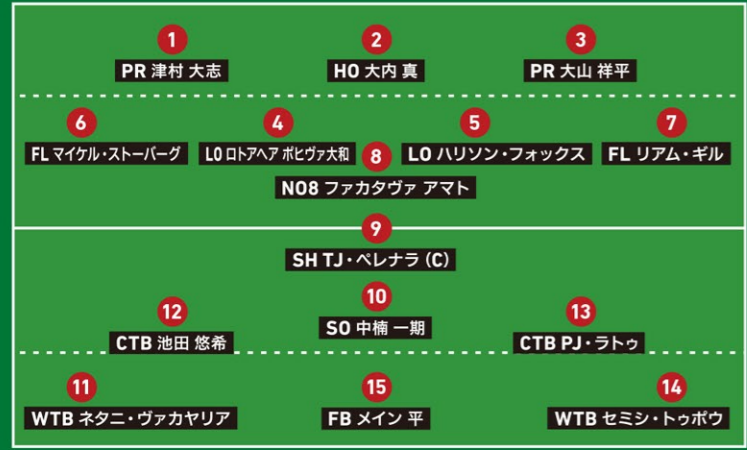 1
2
3
PR 津村 大志
HO 大内 真
PR 大山 祥平
6
4
5
7
FL マイケル・ストーバーグ
LO ロトアヘア ポヒヴァ大和
8
LO ハリソン・フォックス
FL リアム・ギル
NO8 ファカタヴァ アマト
9
SH TJ・ペレナラ (C)
10
12
13
SO 中楠 一期
CTB 池田 悠希
CTB PJ・ラトゥ
11
15
14
WTB ネタニ・ヴァカヤリア
FB メイン 平
WTB セミシ・トゥポウ